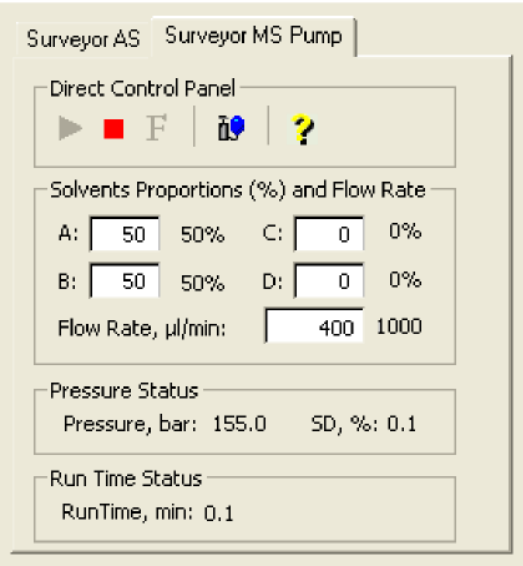 Surveyor AS Surveyor MS Pump
Direct Control Panel
F ?
Solvents Proportions (%) and Flow Rate
A: 50 50% C: 0 0%
B: 50 50% D: 0 0%
Flow Rate, µl/min: 400 1000
Pressure Status
Pressure, bar: 155.0 SD, %: 0.1
Run Time Status
RunTime, min: 0.1